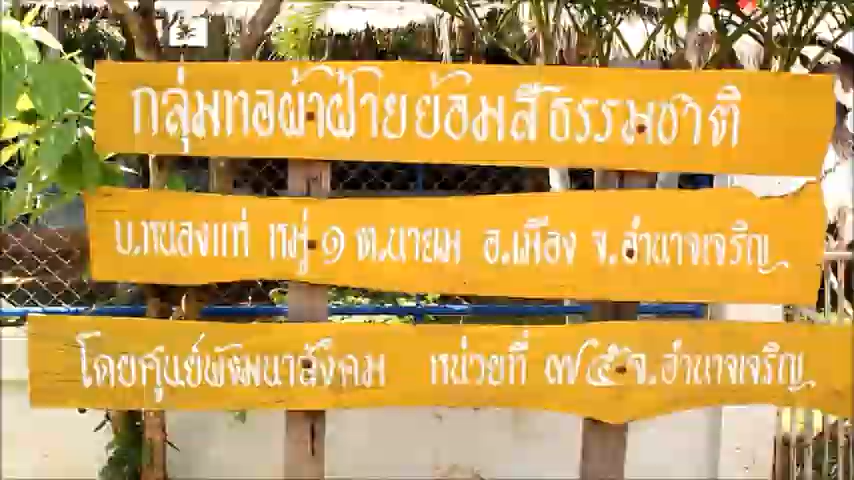 กลุ่มทอผ้าฝ้ายย้อมสีธรรมชาติ
บ.หนองแห่ หมู่ ๑ ต.นายม อ.เมือง จ.อำนาจเจริญ
โดยศูนย์พัฒนาสังคม หน่วยที่ ๗๕ จ.อำนาจเจริญ